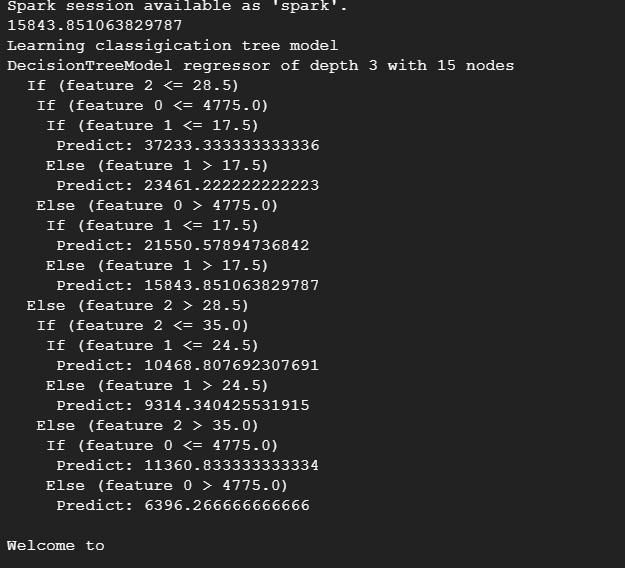 Spark session available as 'spark'.
15843.851063829787
Learning classigication tree model
DecisionTreeModel regressor of depth 3 with 15 nodes
  If (feature 2 <= 28.5)
   If (feature 0 <= 4775.0)
    If (feature 1 <= 17.5)
     Predict: 37233.333333333336
    Else (feature 1 > 17.5)
     Predict: 23461.222222222223
   Else (feature 0 > 4775.0)
    If (feature 1 <= 17.5)
     Predict: 21550.57894736842
    Else (feature 1 > 17.5)
     Predict: 15843.851063829787
  Else (feature 2 > 28.5)
   If (feature 2 <= 35.0)
    If (feature 1 <= 24.5)
     Predict: 10468.807692307691
    Else (feature 1 > 24.5)
     Predict: 9314.340425531915
   Else (feature 2 > 35.0)
    If (feature 0 <= 4775.0)
     Predict: 11360.833333333334
    Else (feature 0 > 4775.0)
     Predict: 6396.266666666666
Welcome to